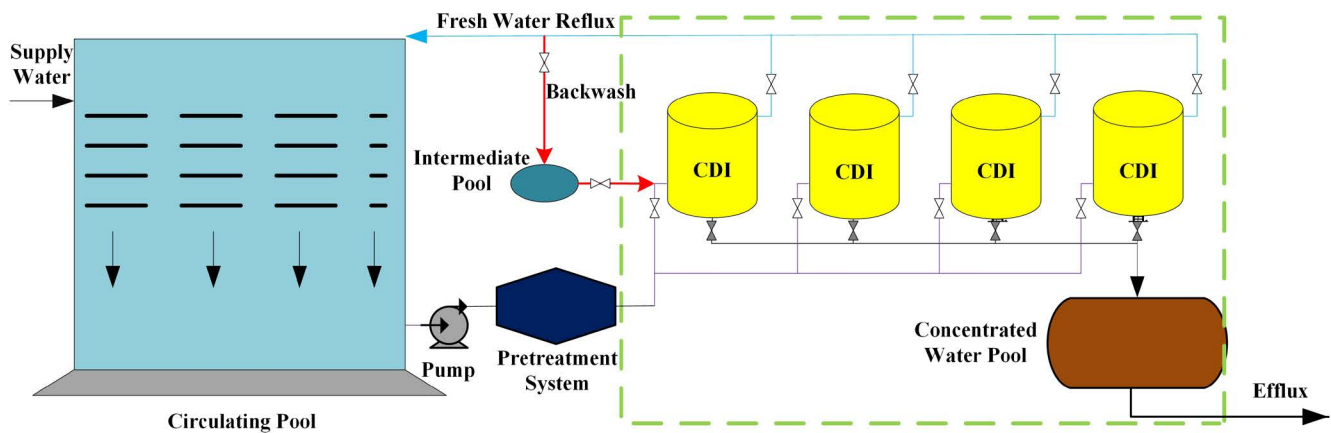 Fresh Water Reflux
Supply
Water
Backwash
Intermediate
Pool
CDI
CDI
CDI
CDI
Pump
Pretreatment
System
Concentrated
Water Pool
Efflux
Circulating Pool